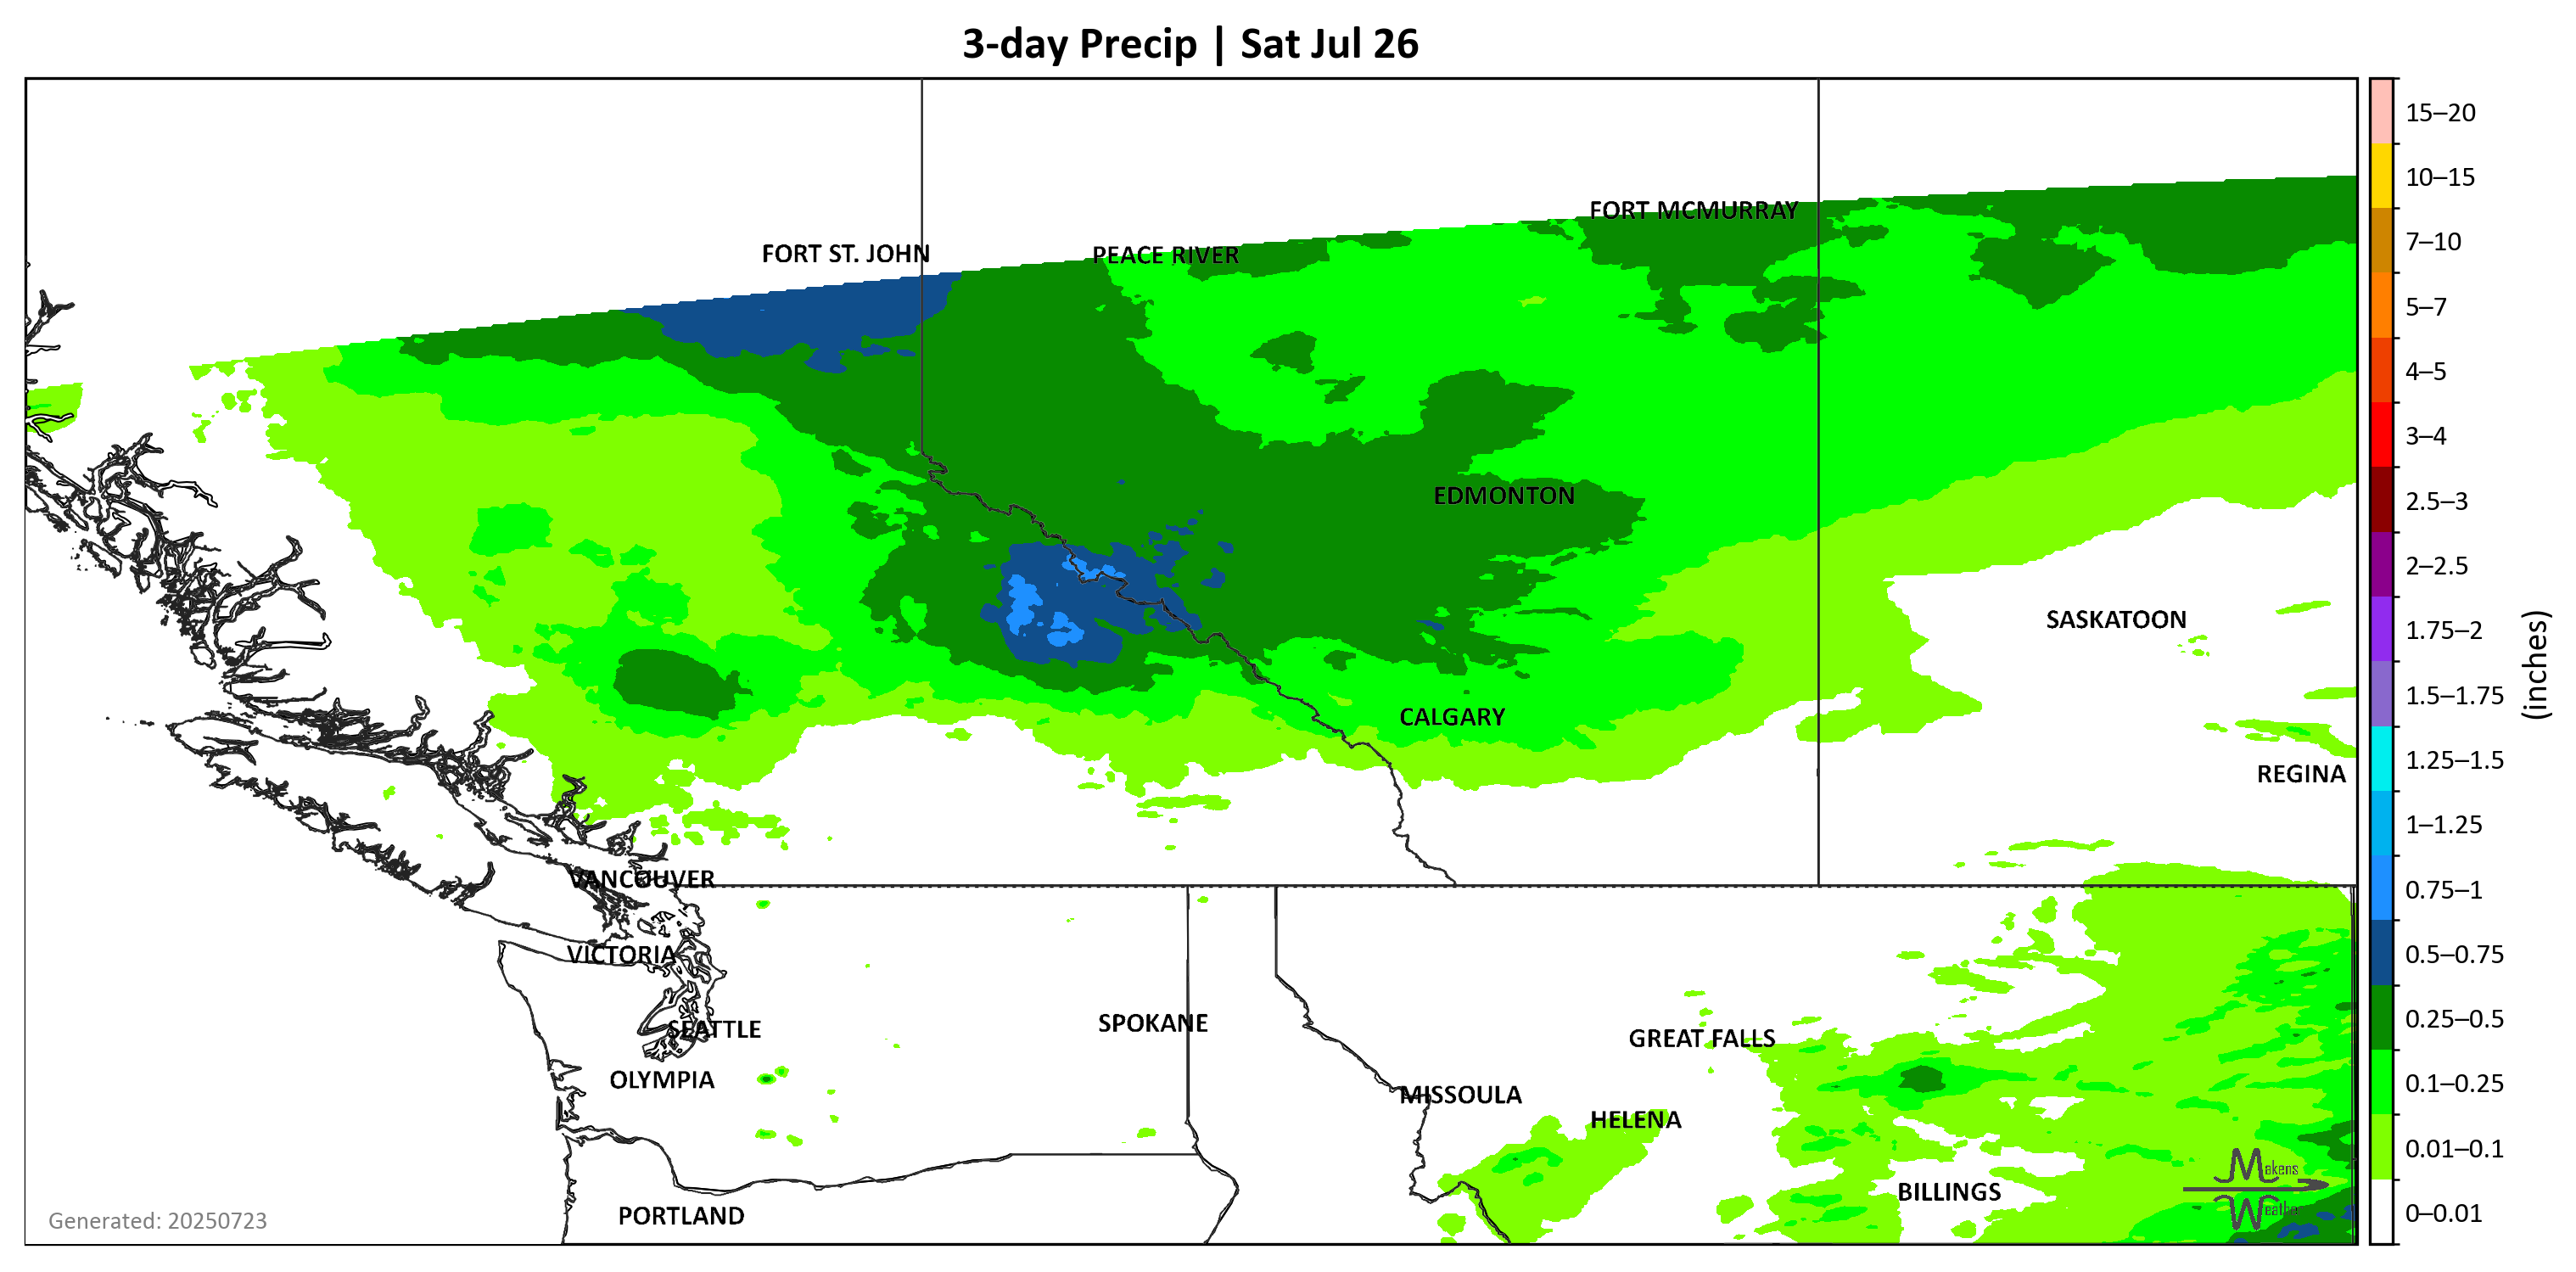 3-day Precip | Sat Jul 26
15–20
10–15
7–10
5–7
4–5
3–4
2.5–3
2–2.5
1.75–2
1.5–1.75
1.25–1.5
1–1.25
0.75–1
0.5–0.75
0.25–0.5
0.1–0.25
0.01–0.1
0–0.01
(inches)
FORT MCMURRAY
FORT ST. JOHN
PEACE RIVER
EDMONTON
SASKATOON
CALGARY
REGINA
VANCOUVER
VICTORIA
SPOKANE
SEATTLE
GREAT FALLS
OLYMPIA
MISSOULA
HELENA
BILLINGS
PORTLAND
Makens
Weather
Generated: 20250723